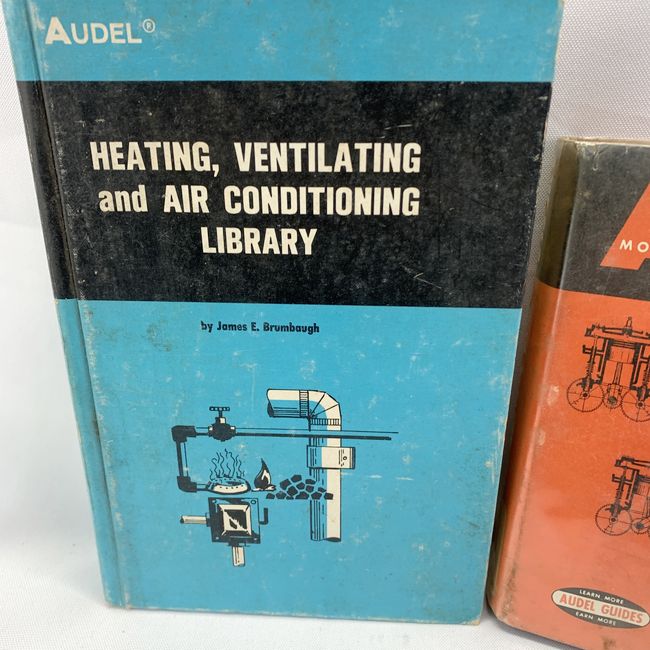 AUDEL®
HEATING, VENTILATING
and AIR CONDITIONING
LIBRARY
by James E. Brumbaugh
MO
LEARN MORE
AUDEL GUIDES
EARN MORE